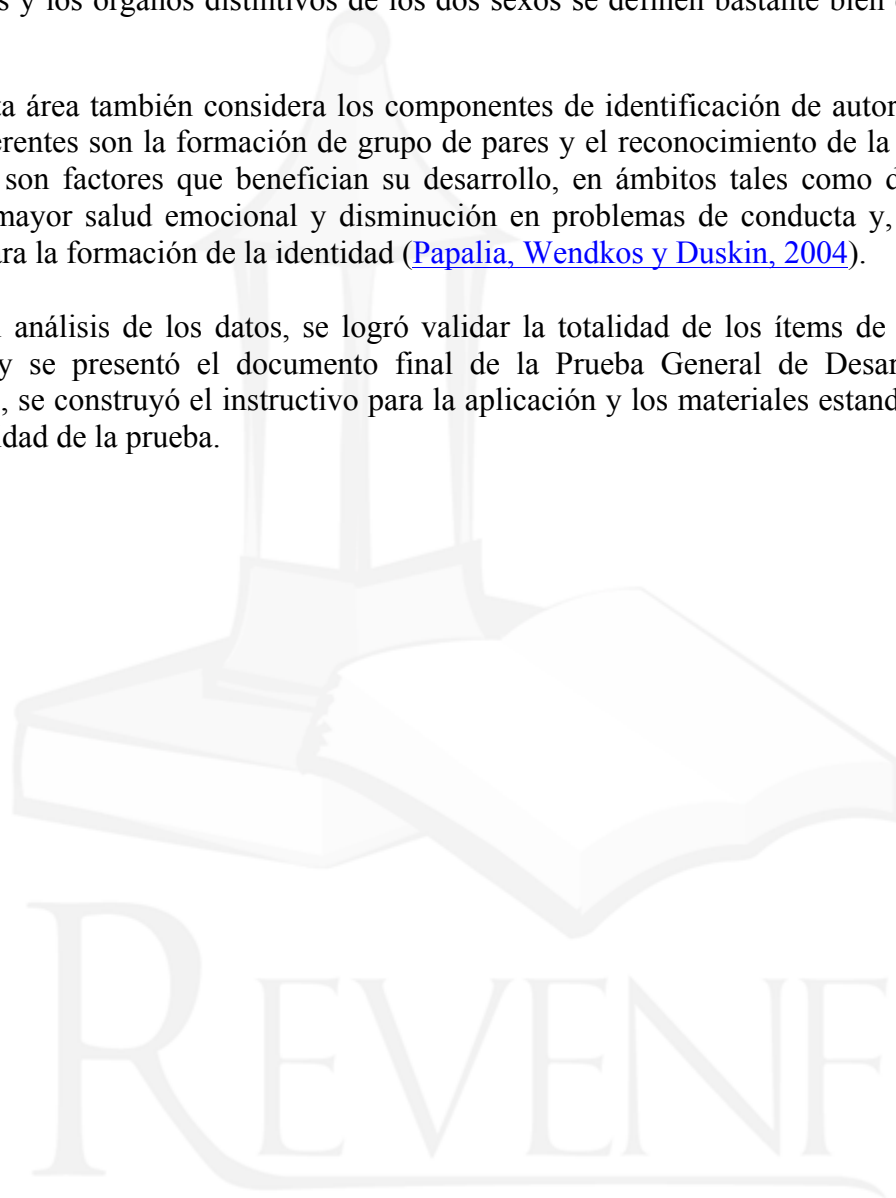 s y los órganos distintivos de los dos sexos se definen bastante bien
ta área también considera los componentes de identificación de autor
erentes son la formación de grupo de pares y el reconocimiento de la
son factores que benefician su desarrollo, en ámbitos tales como d
mayor salud emocional y disminución en problemas de conducta y,
ara la formación de la identidad (Papalia, Wendkos y Duskin, 2004).
análisis de los datos, se logró validar la totalidad de los ítems de
y se presentó el documento final de la Prueba General de Desar
, se construyó el instructivo para la aplicación y los materiales estand
idad de la prueba.
REVENF